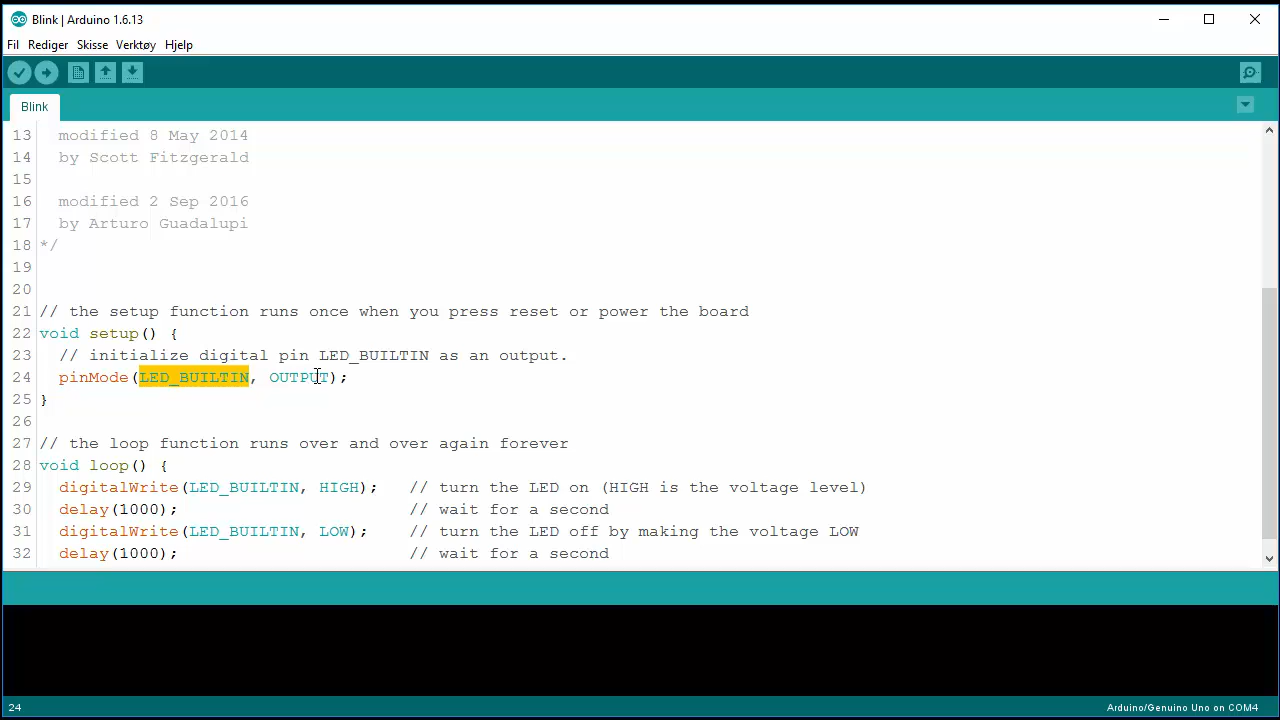 Blink | Arduino 1.6.13
Fil Rediger Skisse Verktøy Hjelp
Blink
13 modified 8 May 2014
14 by Scott Fitzgerald
15
16 modified 2 Sep 2016
17 by Arturo Guadalupi
18 */
19
20
21 // the setup function runs once when you press reset or power the board
22 void setup() {
23 // initialize digital pin LED_BUILTIN as an output.
24 pinMode(LED_BUILTIN, OUTPUT);
25 }
26
27 // the loop function runs over and over again forever
28 void loop() {
29 digitalWrite(LED_BUILTIN, HIGH); // turn the LED on (HIGH is the voltage level)
30 delay(1000); // wait for a second
31 digitalWrite(LED_BUILTIN, LOW); // turn the LED off by making the voltage LOW
32 delay(1000); // wait for a second
24 Arduino/Genuino Uno on COM4